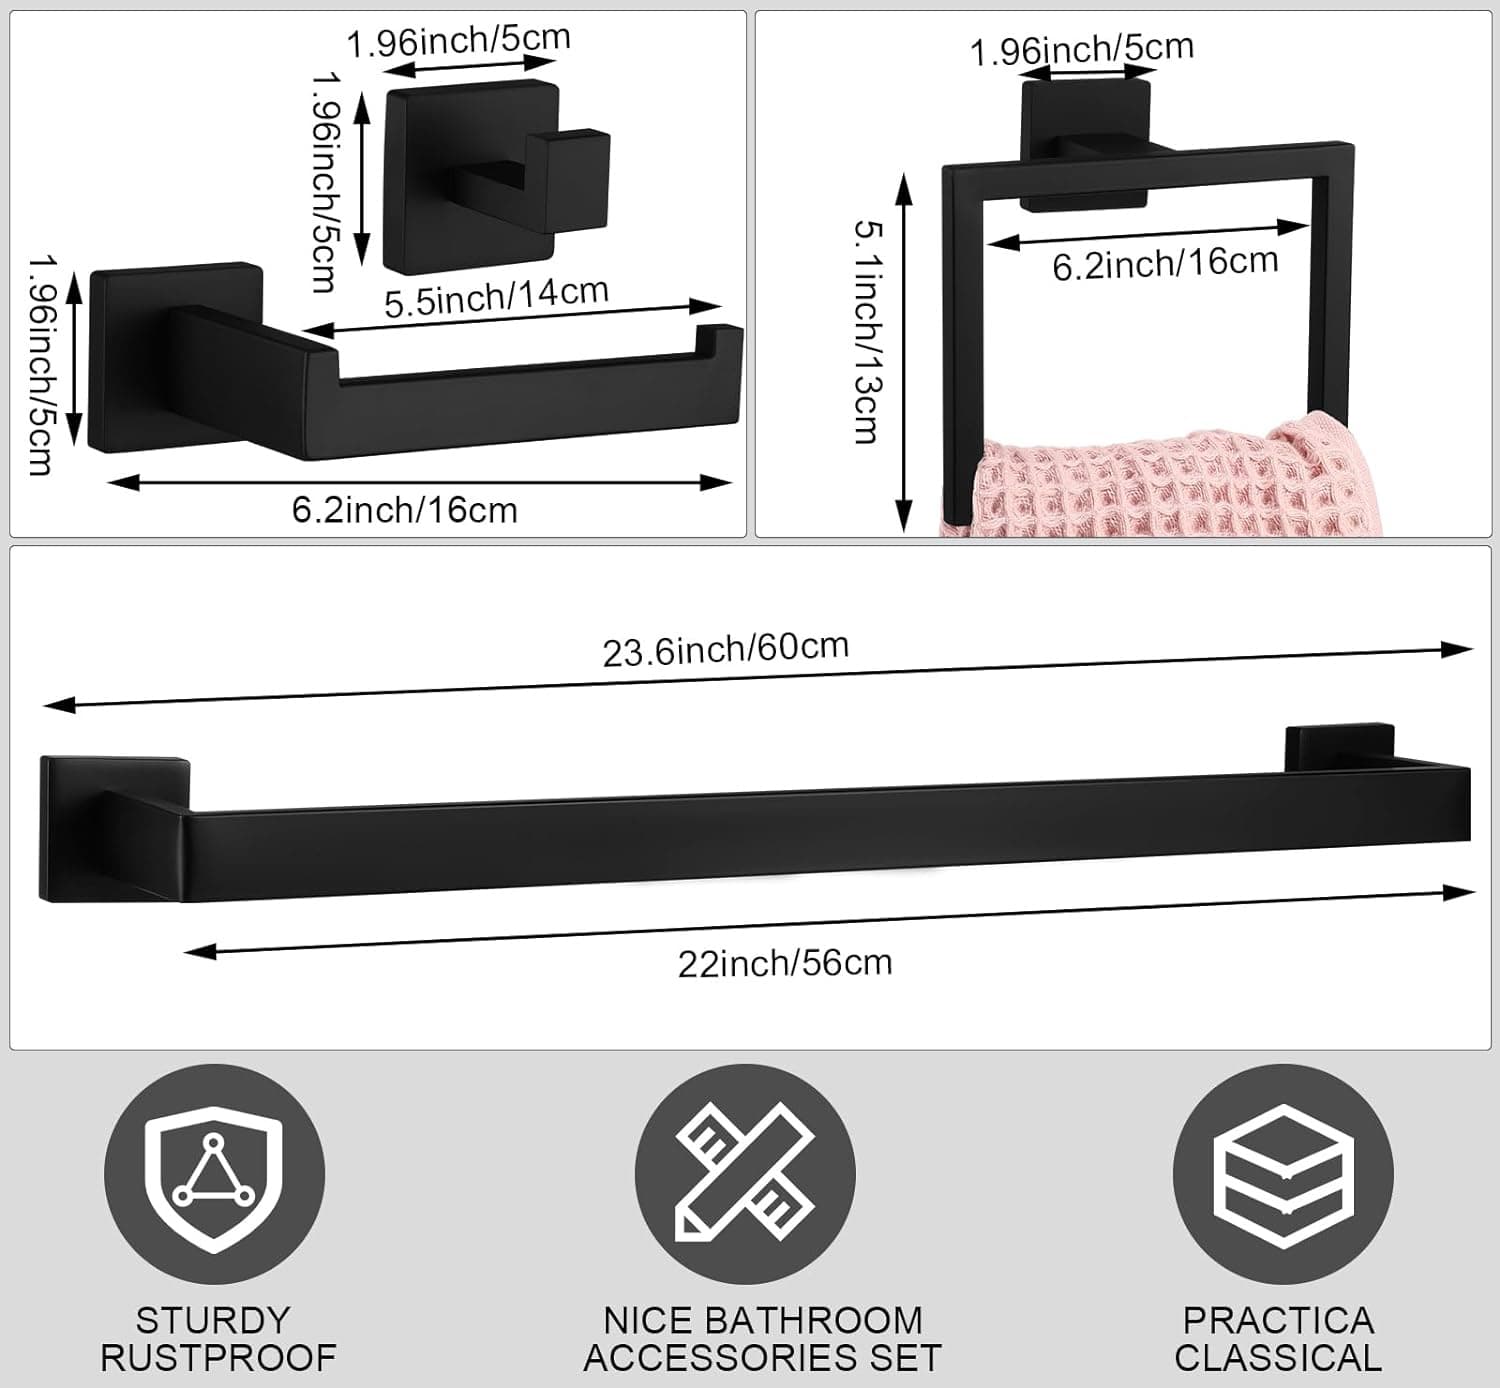 1.96inch/5cm
1.96inch/5cm
5.5inch/14cm
1.96inch/5cm
6.2inch/16cm
1.96inch/5cm
6.2inch/16cm
5.1inch/13cm
23.6inch/60cm
22inch/56cm
STURDY
RUSTPROOF
NICE BATHROOM
ACCESSORIES SET
PRACTICA
CLASSICAL